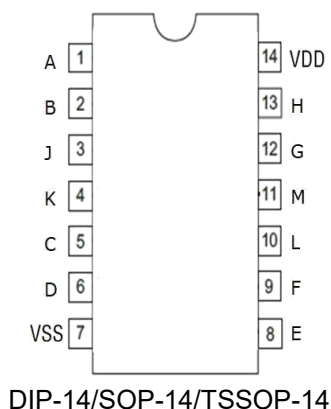 A 1 14 VDD
B 2 13 H
J 3 12 G
K 4 11 M
C 5 10 L
D 6 9 F
VSS 7 8 E
DIP-14/SOP-14/TSSOP-14